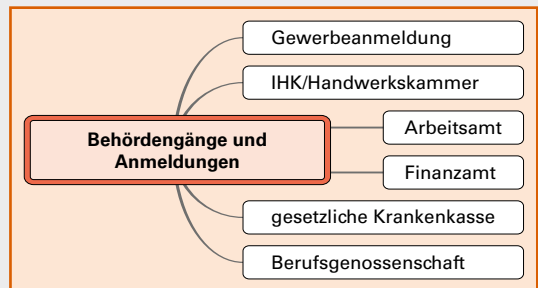 Gewerbeanmeldung
IHK/Handwerkskammer
Behördengänge und
Anmeldungen
Arbeitsamt
Finanzamt
gesetzliche Krankenkasse
Berufsgenossenschaft